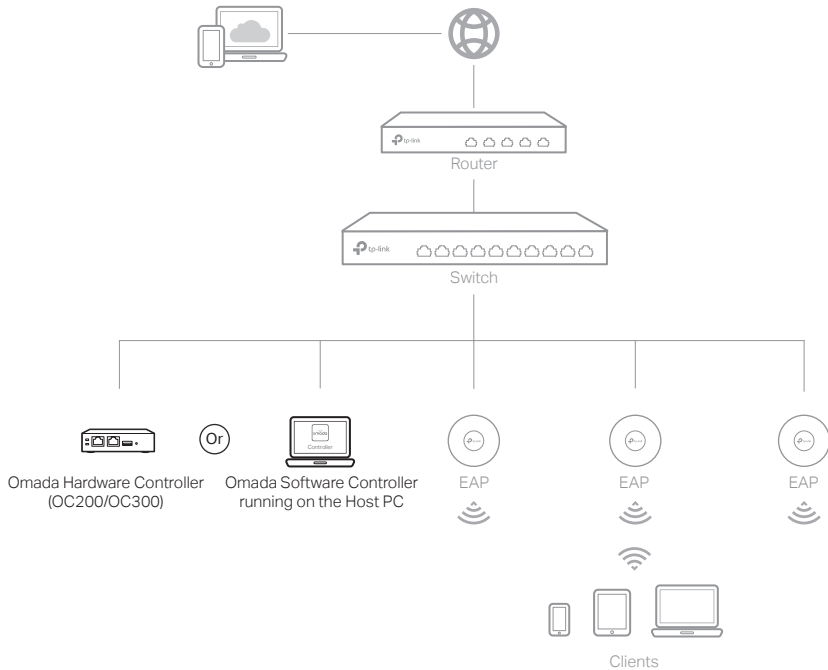 tp-link
Router
tp-link
Switch
Or
omada
Controller
Omada Hardware Controller
(OC200/OC300)
Omada Software Controller
running on the Host PC
EAP
EAP
EAP
Clients